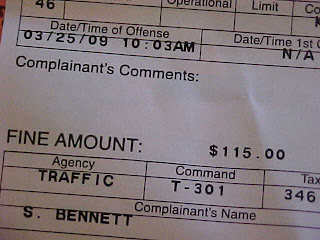 46 Operational Limit
Date/Time of Offense Date/Time 1st
03/25/09 10:03AM N/A
Complainant's Comments:
FINE AMOUNT: $115.00
Agency Command Tax
TRAFFIC T-301 346
Complainant's Name
S. BENNETT